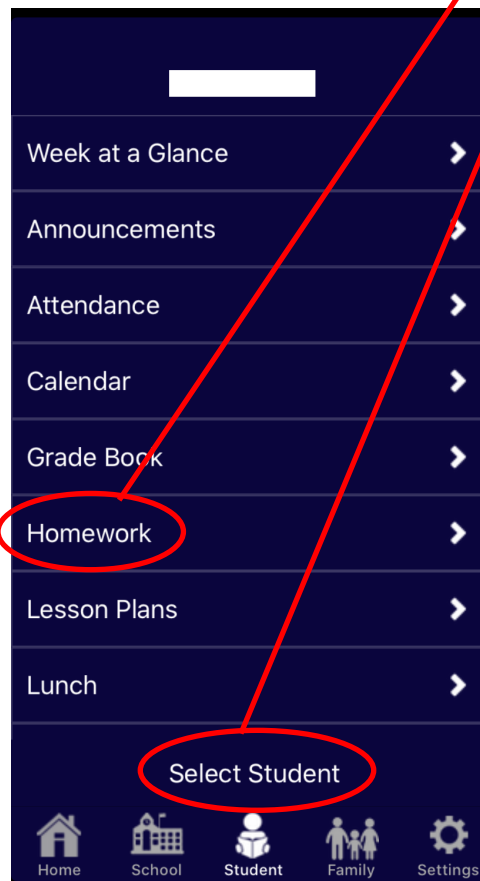 Week at a Glance
Announcements
Attendance
Calendar
Grade Book
Homework
Lesson Plans
Lunch
Select Student
Home School Student Family Settings